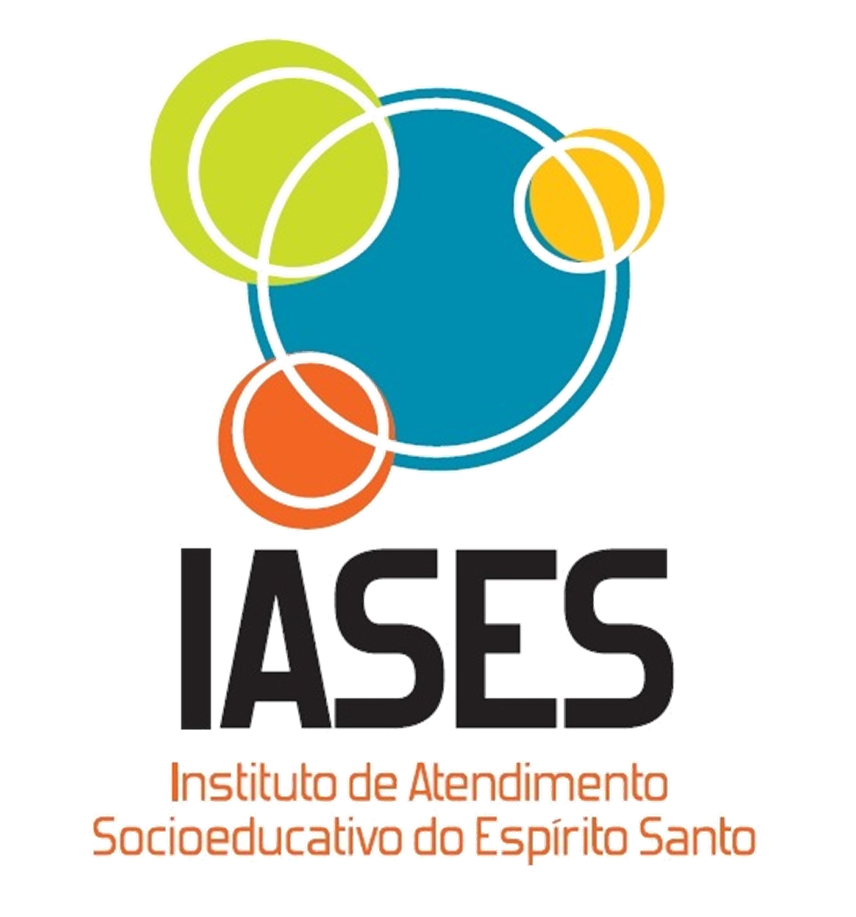 IASES
Instituto de Atendimento
Socioeducativo do Espírito Santo